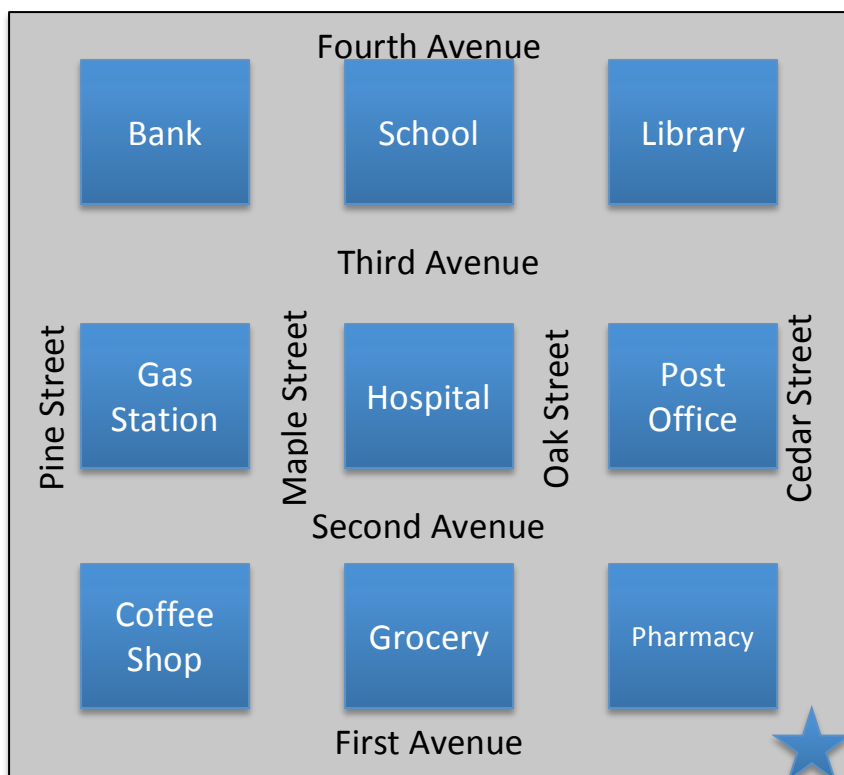 Fourth Avenue
Bank
School
Library
Third Avenue
Pine Street
Gas
Station
Maple Street
Hospital
Oak Street
Post
Office
Cedar Street
Second Avenue
Coffee
Shop
Grocery
Pharmacy
First Avenue